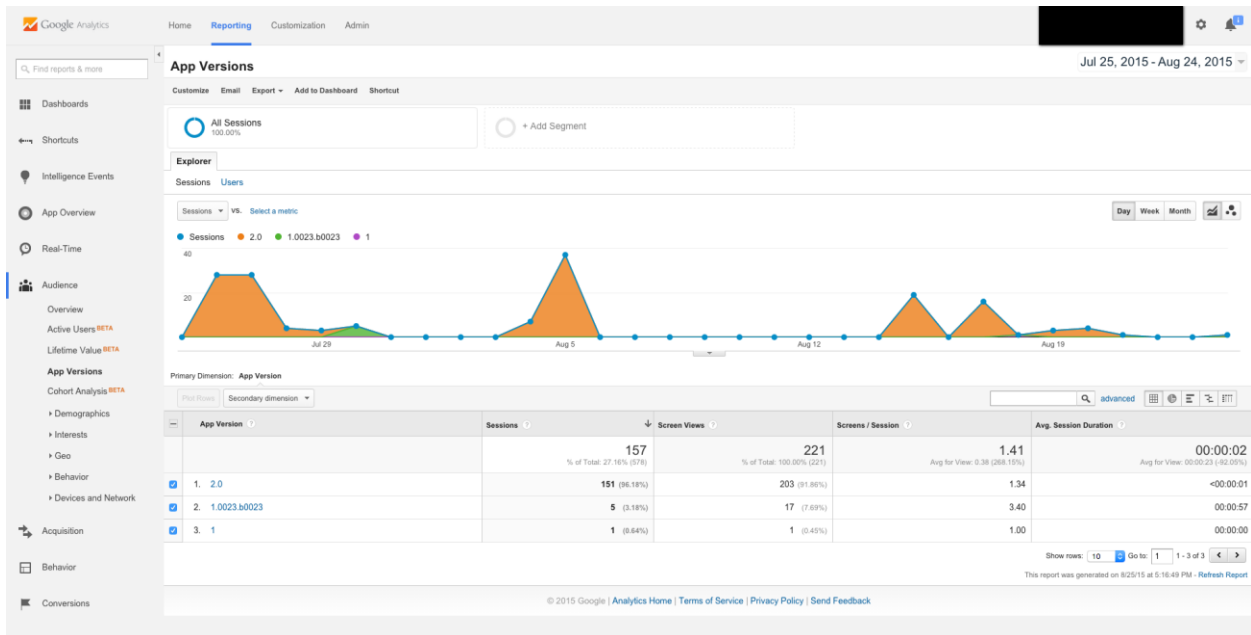 Google Analytics Home Reporting Customization Admin 1
Find reports & more
App Versions Jul 25, 2015 - Aug 24, 2015
Customize Email Export Add to Dashboard Shortcut
Dashboards
Shortcuts
Intelligence Events
App Overview
Real-Time
Audience
Overview
Active Users BETA
Lifetime Value BETA
App Versions
Cohort Analysis BETA
Demographics
Interests
Geo
Behavior
Devices and Network
Acquisition
Behavior
Conversions
All Sessions
100.00%
+ Add Segment
Explorer
Sessions Users
Sessions VS. Select a metric Day Week Month
Sessions 2.0 1.0023.b0023 1
40
20
Jul 29 Aug 5 Aug 12 Aug 19
Primary Dimension: App Version
Plot Rows Secondary dimension advanced
App Version ? Sessions ? Screen Views ? Screens / Session ? Avg. Session Duration ?
157 221 1.41 00:00:02
% of Total: 27.16% (578) % of Total: 100.00% (221) Avg for View: 0.38 (268.15%) Avg for View: 00:00:23 (-92.05%)
1. 2.0 151 (96.18%) 203 (91.86%) 1.34 <00:00:01
2. 1.0023.b0023 5 (3.18%) 17 (7.69%) 3.40 00:00:57
3. 1 1 (0.64%) 1 (0.45%) 1.00 00:00:00
Show rows: 10 Go to: 1 1 - 3 of 3
This report was generated on 8/25/15 at 5:16:49 PM - Refresh Report
© 2015 Google | Analytics Home | Terms of Service | Privacy Policy | Send Feedback